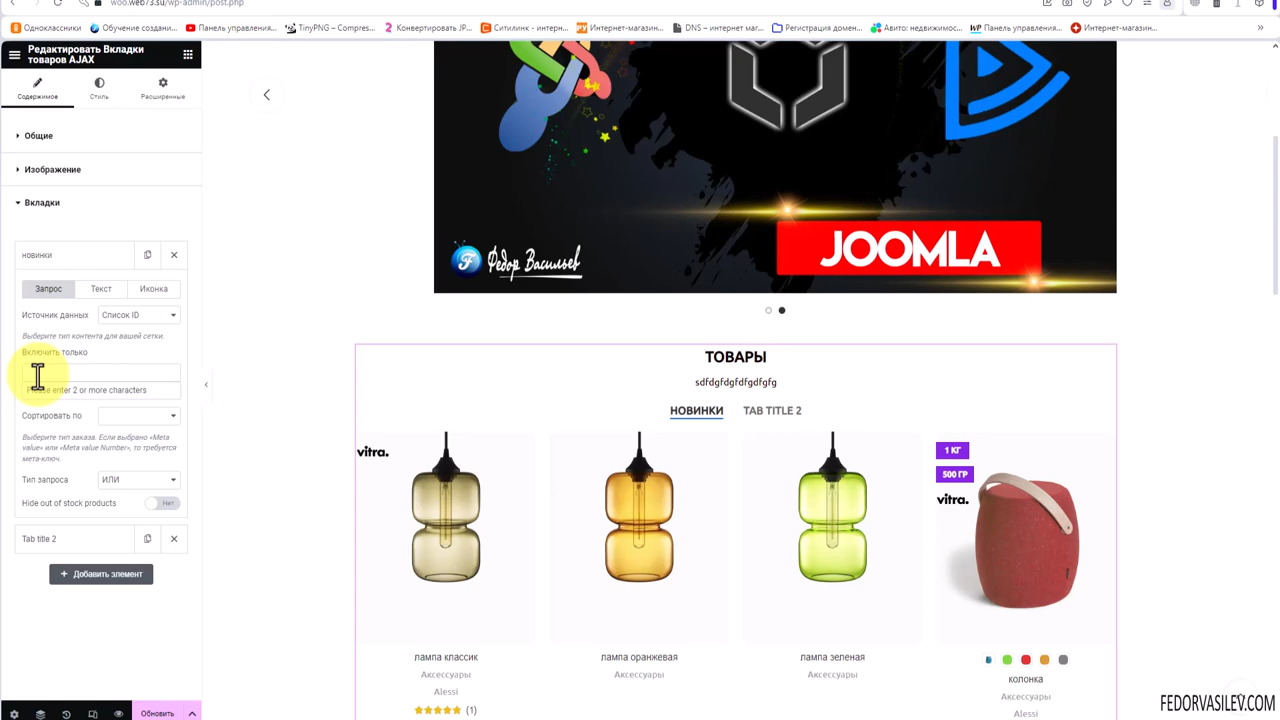 woo.web73.su/wp-admin/post.php
Одноклассники
Обучение создани...
Панель управления...
TinyPNG – Compres...
Конвертировать JP...
Ситилинк - интерн...
Интернет-магазин...
DNS – интернет маг...
Регистрация домен...
Авито: недвижимос...
Панель управления...
Интернет-магазин...
Редактировать Вкладки
товаров AJAX
Содержимое
Стиль
Расширенные
Общие
Изображение
Вкладки
новинки
Запрос
Текст
Иконка
Источник данных
Список ID
Выберите тип контента для вашей сетки.
Включить только
Please enter 2 or more characters
Сортировать по
Выберите тип заказа. Если выбрано «Meta
value» или «Meta value Number», то требуется
мета-ключ.
Тип запроса
ИЛИ
Hide out of stock products
Нет
Tab title 2
Добавить элемент
Обновить
Федор Васильев
JOOMLA
ТОВАРЫ
sdfdgfdgfdfgdfgfg
НОВИНКИ
TAB TITLE 2
vitra.
1 КГ
500 ГР
vitra.
лампа классик
Аксессуары
Alessi
(1)
лампа оранжевая
Аксессуары
лампа зеленая
Аксессуары
колонка
Аксессуары
Alessi
FEDORVASILEV.COM